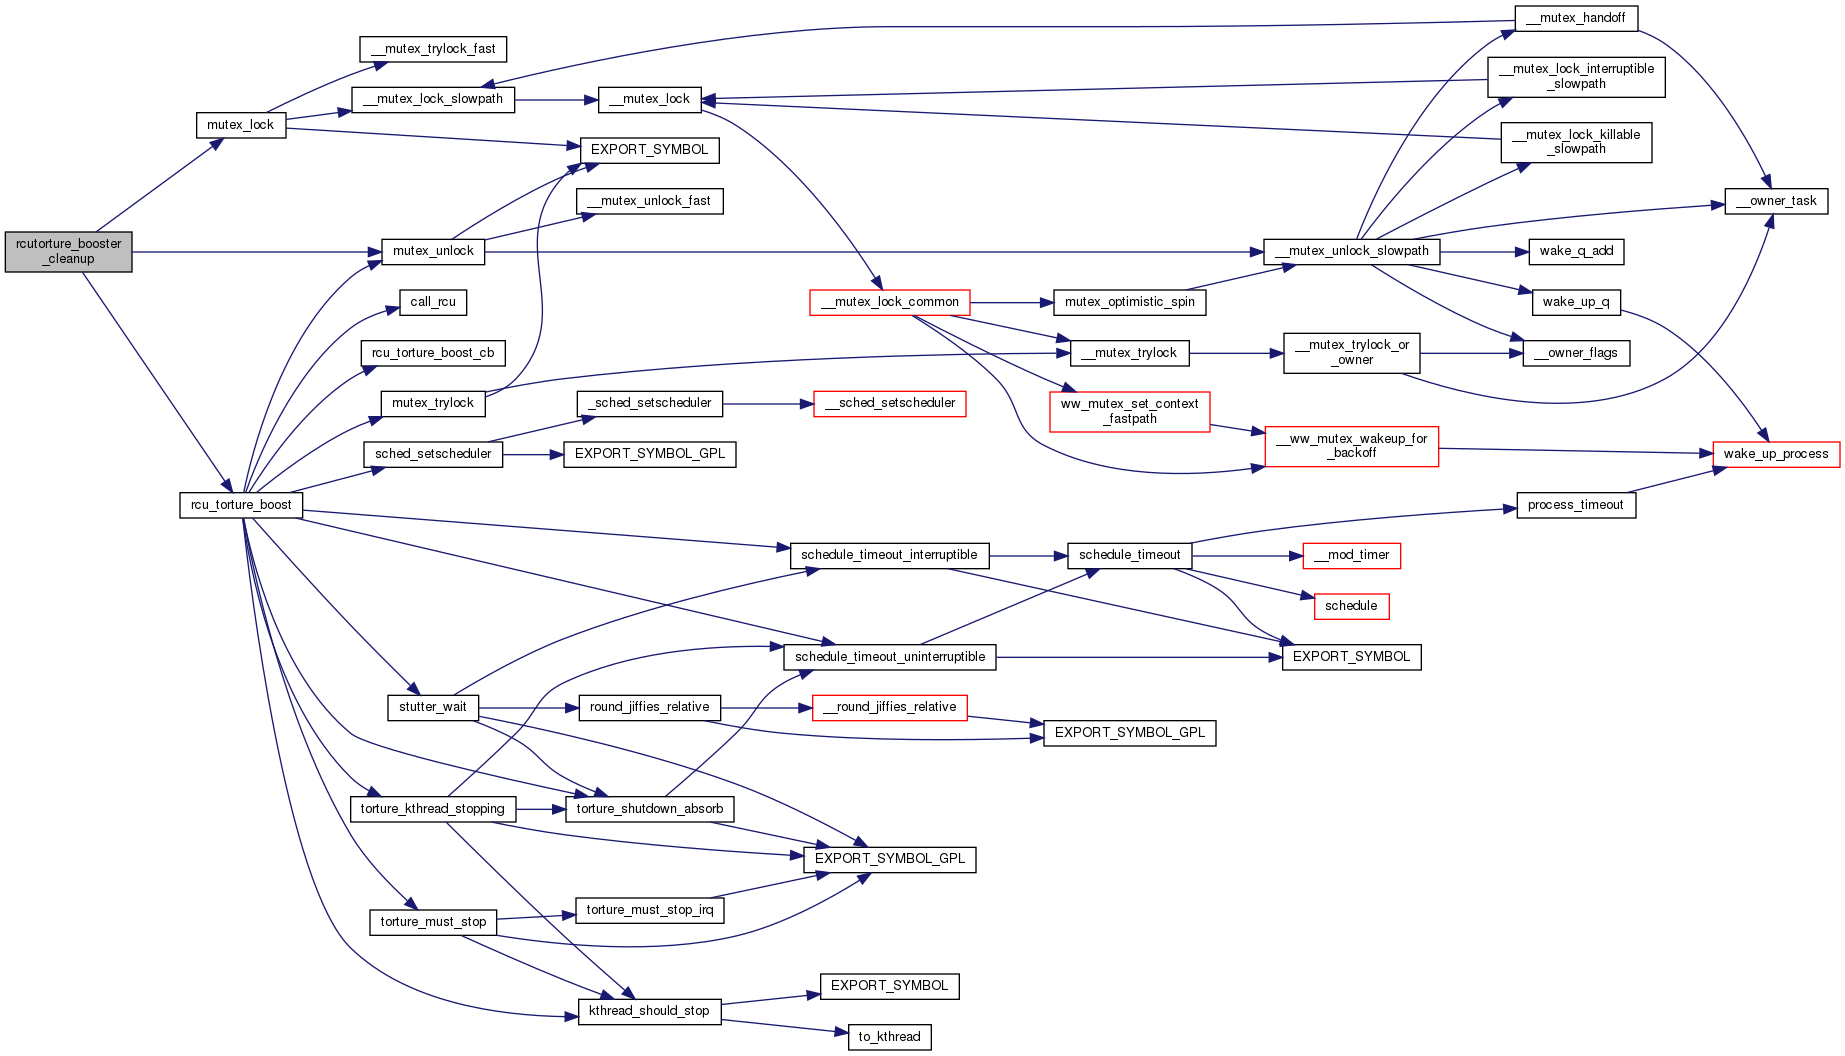 __mutex_handoff
__mutex_trylock_fast
__mutex_lock_interruptible
_slowpath
__mutex_lock_slowpath
__mutex_lock
mutex_lock
__mutex_lock_killable
_slowpath
EXPORT_SYMBOL
__mutex_unlock_fast
__owner_task
rcutorture_booster
_cleanup
mutex_unlock
__mutex_unlock_slowpath
wake_q_add
call_rcu
__mutex_lock_common
mutex_optimistic_spin
wake_up_q
rcu_torture_boost_cb
__mutex_trylock
__mutex_trylock_or
_owner
__owner_flags
mutex_trylock
_sched_setscheduler
__sched_setscheduler
ww_mutex_set_context
_fastpath
sched_setscheduler
EXPORT_SYMBOL_GPL
__ww_mutex_wakeup_for
_backoff
wake_up_process
rcu_torture_boost
process_timeout
schedule_timeout_interruptible
schedule_timeout
__mod_timer
schedule
schedule_timeout_uninterruptible
EXPORT_SYMBOL
stutter_wait
round_jiffies_relative
__round_jiffies_relative
EXPORT_SYMBOL_GPL
torture_kthread_stopping
torture_shutdown_absorb
EXPORT_SYMBOL_GPL
torture_must_stop
torture_must_stop_irq
EXPORT_SYMBOL
kthread_should_stop
to_kthread